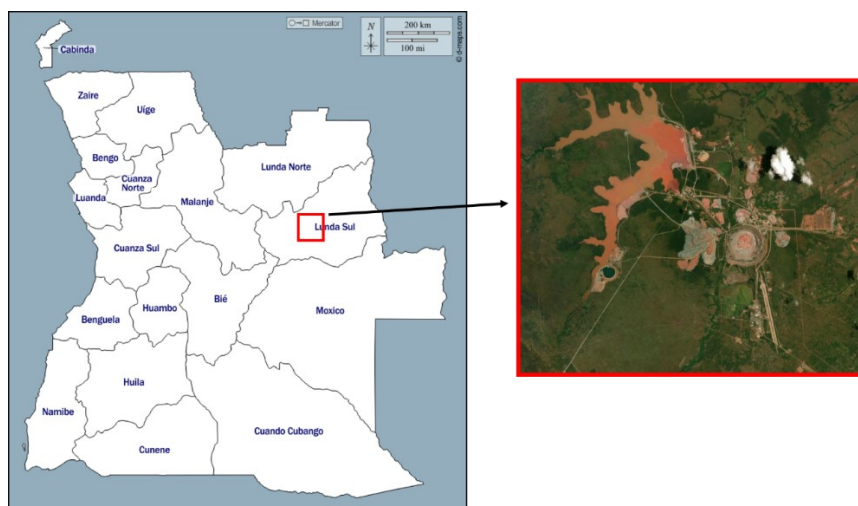 Mercator
N
200 km
100 mi
© d-maps.com
Cabinda
Zaire
Uíge
Bengo
Cuanza
Norte
Luanda
Malanje
Lunda Norte
Lunda Sul
Cuanza Sul
Bié
Huambo
Benguela
Moxico
Huíla
Namibe
Cunene
Cuando Cubango